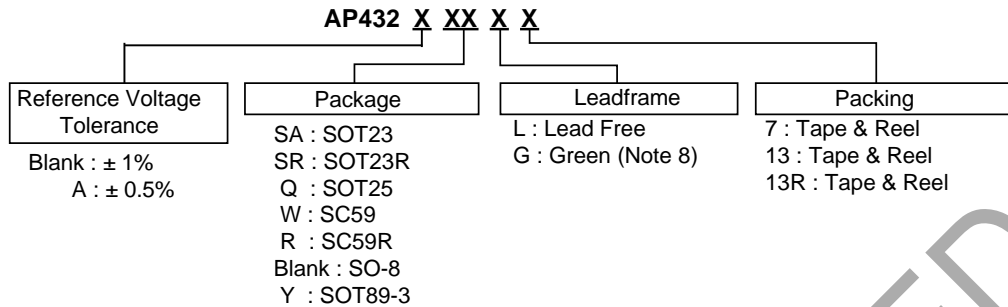 AP432 X XX X X
Reference Voltage
Tolerance
Blank : ± 1%
A : ± 0.5%
Package
SA : SOT23
SR : SOT23R
Q : SOT25
W : SC59
R : SC59R
Blank : SO-8
Y : SOT89-3
Leadframe
L : Lead Free
G : Green (Note 8)
Packing
7 : Tape & Reel
13 : Tape & Reel
13R : Tape & Reel